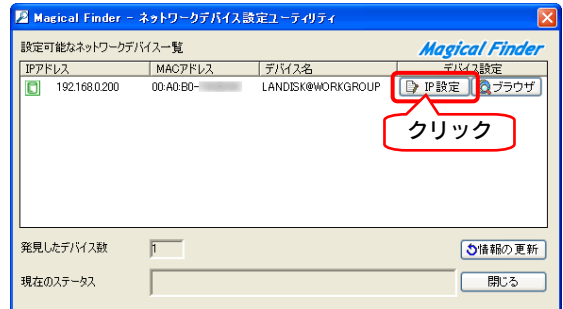 Magical Finder － ネットワークデバイス設定ユーティリティ
設定可能なネットワークデバイス一覧
Magical Finder
IPアドレス MACアドレス デバイス名 デバイス設定
192.168.0.200 00:A0:B0- LANDISK@WORKGROUP IP設定 ブラウザ
クリック
発見したデバイス数 1 情報の更新
現在のステータス 閉じる